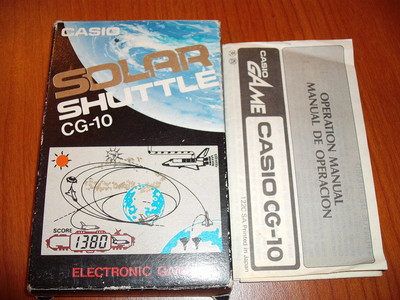 CASIO
SOLAR
SHUTTLE
CG-10
SCORE
1380
ELECTRONIC GAME
CASIO
GAME
CASIO CG-10
OPERATION MANUAL
MANUAL DE OPERACION
Printed in Japan